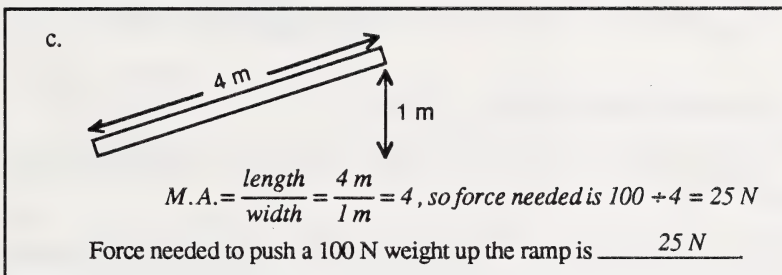 c.
4 m
1 m
M.A. = length/width = 4 m/1 m = 4 , so force needed is 100 ÷ 4 = 25 N
Force needed to push a 100 N weight up the ramp is 25 N